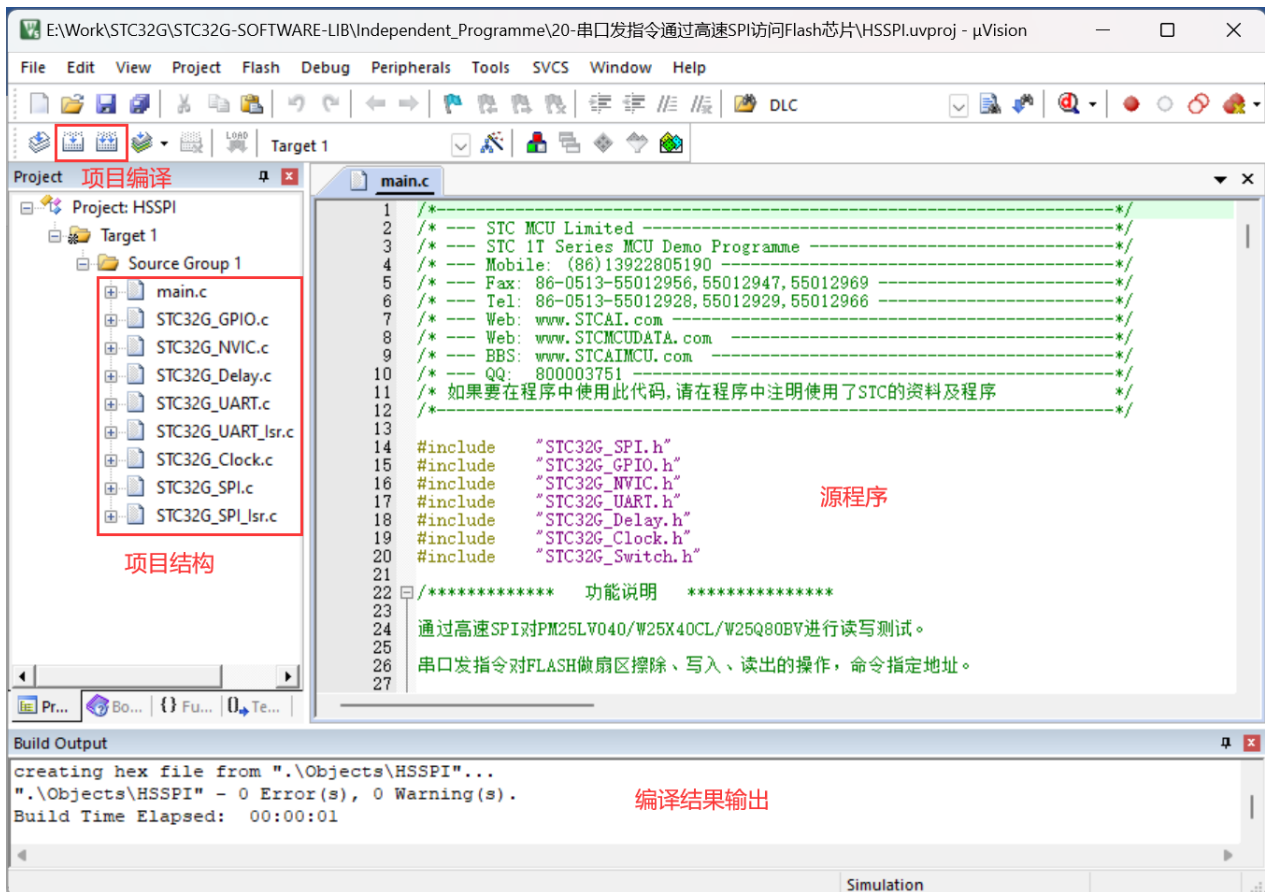 E:\Work\STC32G\STC32G-SOFTWARE-LIB\Independent_Programme\20-串口发指令通过高速SPI访问Flash芯片\HSSPI.uvproj - µVision
File Edit View Project Flash Debug Peripherals Tools SVCS Window Help
DLC
LOAD Target 1
Project 项目编译
main.c
Project: HSSPI
Target 1
Source Group 1
main.c
STC32G_GPIO.c
STC32G_NVIC.c
STC32G_Delay.c
STC32G_UART.c
STC32G_UART_Isr.c
STC32G_Clock.c
STC32G_SPI.c
STC32G_SPI_Isr.c
项目结构
1 /*---------------------------------------------------------------------*/
2 /* --- STC MCU Limited ------------------------------------------------*/
3 /* --- STC 1T Series MCU Demo Programme -------------------------------*/
4 /* --- Mobile: (86)13922805190 ----------------------------------------*/
5 /* --- Fax: 86-0513-55012956,55012947,55012969 ------------------------*/
6 /* --- Tel: 86-0513-55012928,55012929,55012966 ------------------------*/
7 /* --- Web: www.STCAI.com ---------------------------------------------*/
8 /* --- Web: www.STCMCUDATA.com  ---------------------------------------*/
9 /* --- BBS: www.STCAIMCU.com  -----------------------------------------*/
10 /* --- QQ:  800003751 -------------------------------------------------*/
11 /* 如果要在程序中使用此代码,请在程序中注明使用了STC的资料及程序            */
12 /*---------------------------------------------------------------------*/
13
14 #include    "STC32G_SPI.h"
15 #include    "STC32G_GPIO.h"
16 #include    "STC32G_NVIC.h"
17 #include    "STC32G_UART.h"
18 #include    "STC32G_Delay.h"
19 #include    "STC32G_Clock.h"
20 #include    "STC32G_Switch.h"
源程序
21
22 /*************   功能说明   ***************
23
24 通过高速SPI对PM25LV040/W25X40CL/W25Q80BV进行读写测试。
25
26 串口发指令对FLASH做扇区擦除、写入、读出的操作，命令指定地址。
27
Pr... Bo... {} Fu... Te...
Build Output
creating hex file from ".\Objects\HSSPI"...
".\Objects\HSSPI" - 0 Error(s), 0 Warning(s).
Build Time Elapsed:  00:00:01
编译结果输出
Simulation